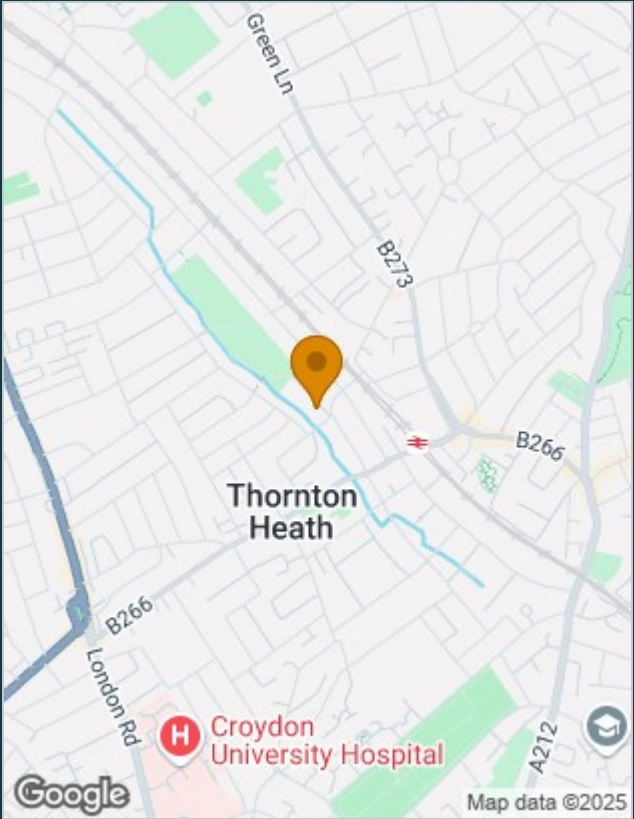 Green Ln
B273
B266
Thornton
Heath
B266
London Rd
H
Croydon
University Hospital
A212
Google
Map data ©2025